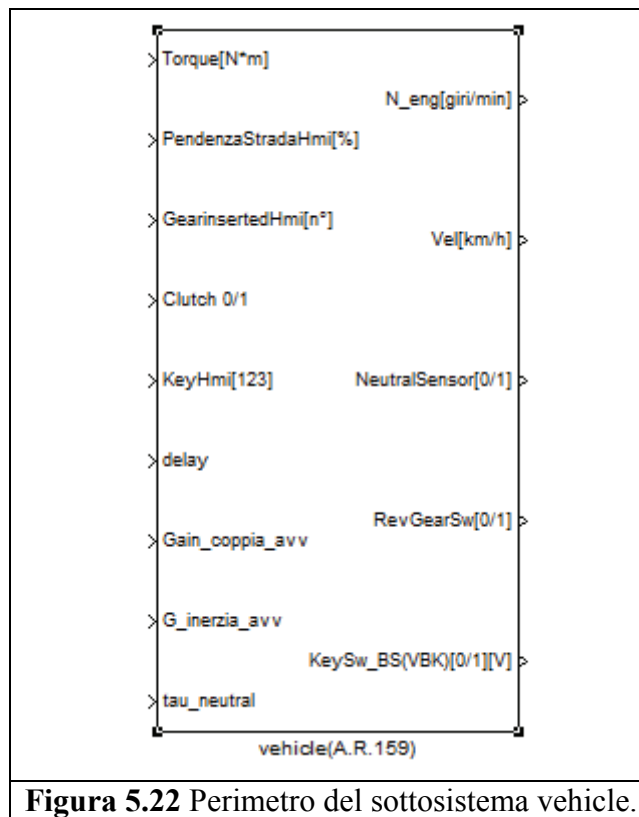 Torque[N*m]
N_eng[giri/min]
PendenzaStradaHmi[%]
GearinsertedHmi[n°]
Vel[km/h]
Clutch 0/1
KeyHmi[123]
NeutralSensor[0/1]
delay
RevGearSw[0/1]
Gain_coppia_avv
G_inerzia_avv
KeySw_BS(VBK)[0/1][V]
tau_neutral
vehicle(A.R.159)
Figura 5.22 Perimetro del sottosistema vehicle.